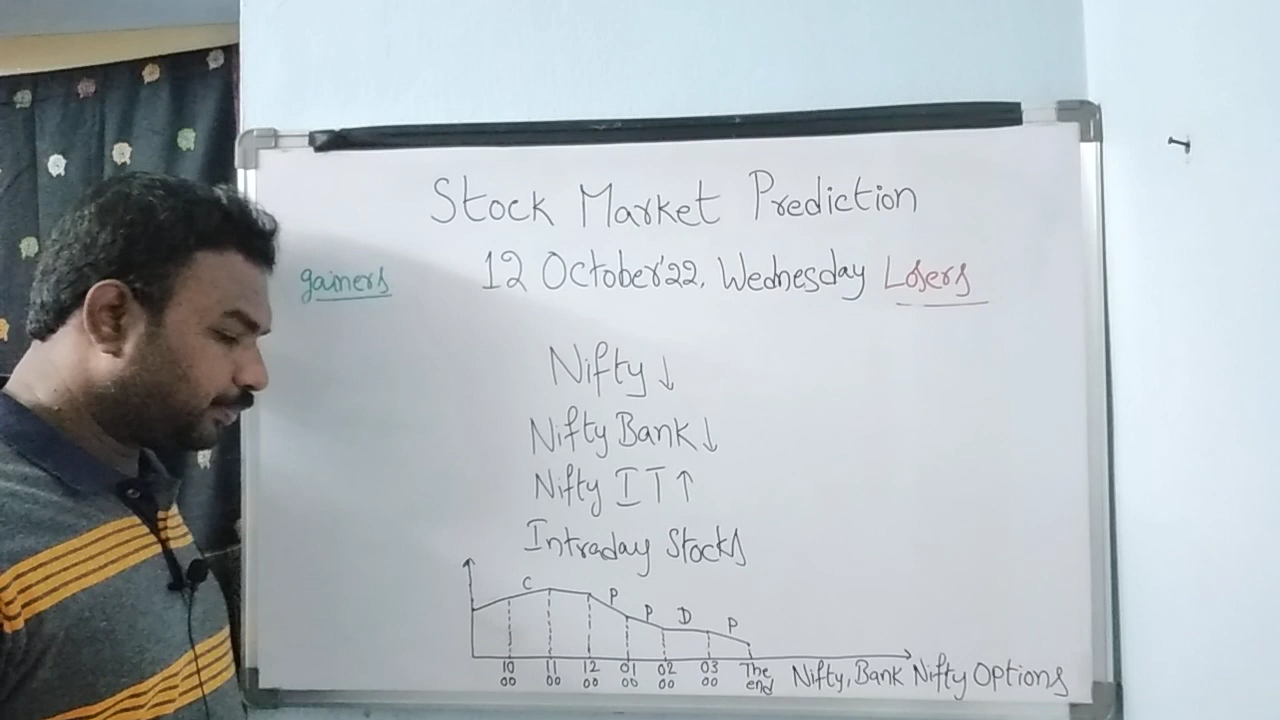 Stock Market Prediction
gainers 12 October'22, Wednesday Losers
Nifty ↓
Nifty Bank ↓
Nifty IT ↑
Intraday Stocks
C P P D P
10 00 11 00 12 00 01 00 02 00 03 00 The end Nifty, Bank Nifty Options